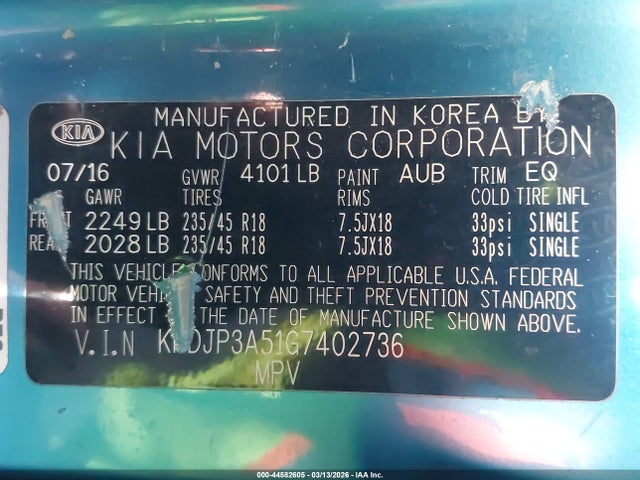 MANUFACTURED IN KOREA BY
KIA KIA MOTORS CORPORATION
07/16 GVWR 4101 LB PAINT AUB TRIM EQ
GAWR TIRES RIMS COLD TIRE INFL
2249 LB 235/45 R18 7.5JX18 33psi SINGLE
2028 LB 235/45 R18 7.5JX18 33psi SINGLE
THIS VEHICLE CONFORMS TO ALL APPLICABLE U.S.A. FEDERAL
MOTOR VEHICLE SAFETY AND THEFT PREVENTION STANDARDS
IN EFFECT ON THE DATE OF MANUFACTURE SHOWN ABOVE.
V.I.N
MPV
000-44582605 - 03/13/2026 - IAA Inc.